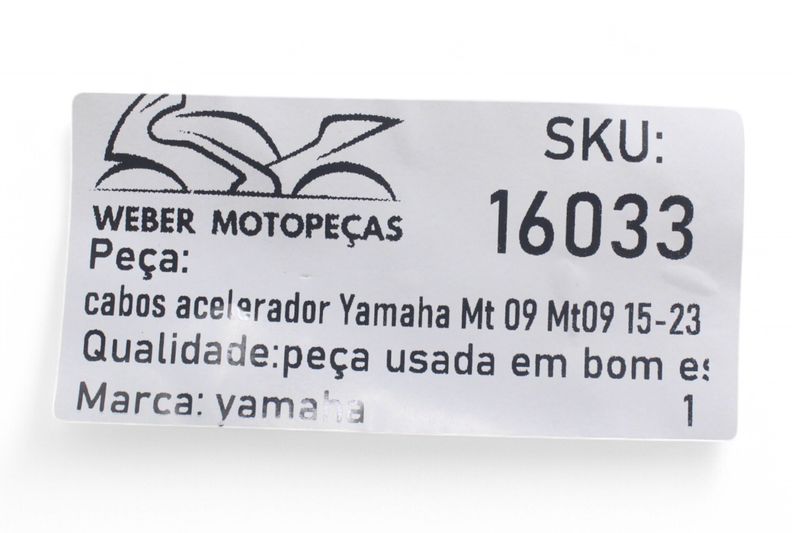 WEBER MOTOPEÇAS
SKU:
16033
Peça:
cabos acelerador Yamaha Mt 09 Mt09 15-23
Qualidade:peça usada em bom es
Marca: yamaha
1